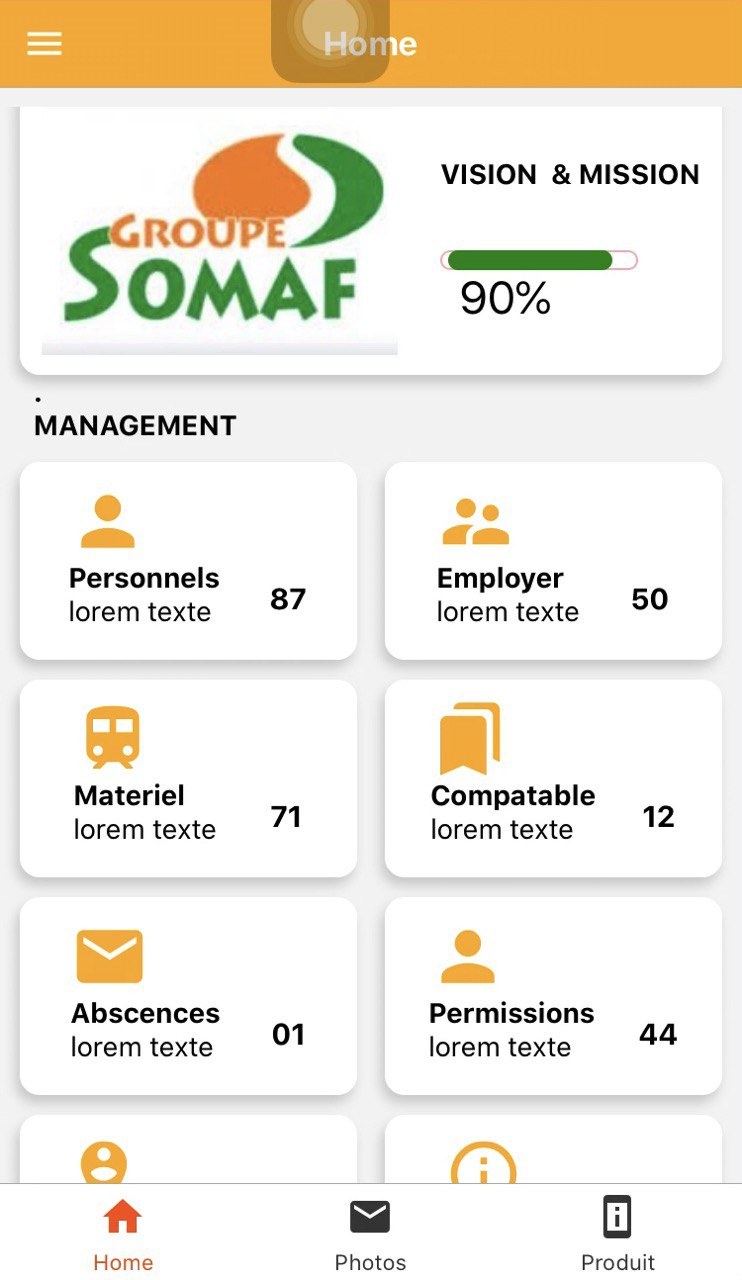 Home
GROUPE
SOMAF
VISION & MISSION
90%
.
MANAGEMENT
Personnels
lorem texte
87
Employer
lorem texte
50
Materiel
lorem texte
71
Compatable
lorem texte
12
Abscences
lorem texte
01
Permissions
lorem texte
44
Home
Photos
Produit